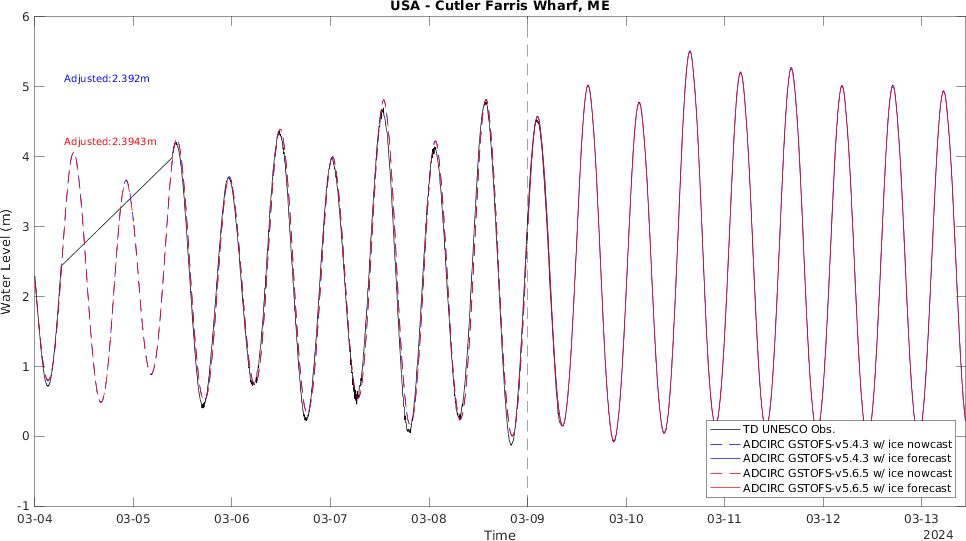 USA - Cutler Farris Wharf, ME
6
5
4
3
2
1
0
-1
Water Level (m)
Adjusted:2.392m
Adjusted:2.3943m
TD UNESCO Obs.
ADCIRC GSTOFS-v5.4.3 w/ ice nowcast
ADCIRC GSTOFS-v5.4.3 w/ ice forecast
ADCIRC GSTOFS-v5.6.5 w/ ice nowcast
ADCIRC GSTOFS-v5.6.5 w/ ice forecast
03-04 03-05 03-06 03-07 03-08 03-09 03-10 03-11 03-12 03-13
Time
2024